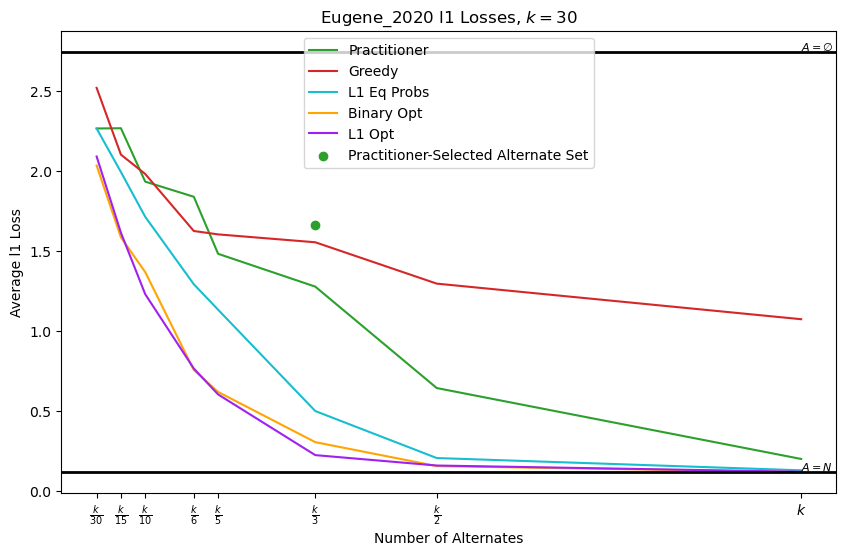 Eugene_2020 l1 Losses, k = 30
A = ∅
Practitioner
Greedy
L1 Eq Probs
Binary Opt
L1 Opt
Practitioner-Selected Alternate Set
Average l1 Loss
2.5
2.0
1.5
1.0
0.5
0.0
A = N
k/30 k/15 k/10 k/6 k/5 k/3 k/2 k
Number of Alternates